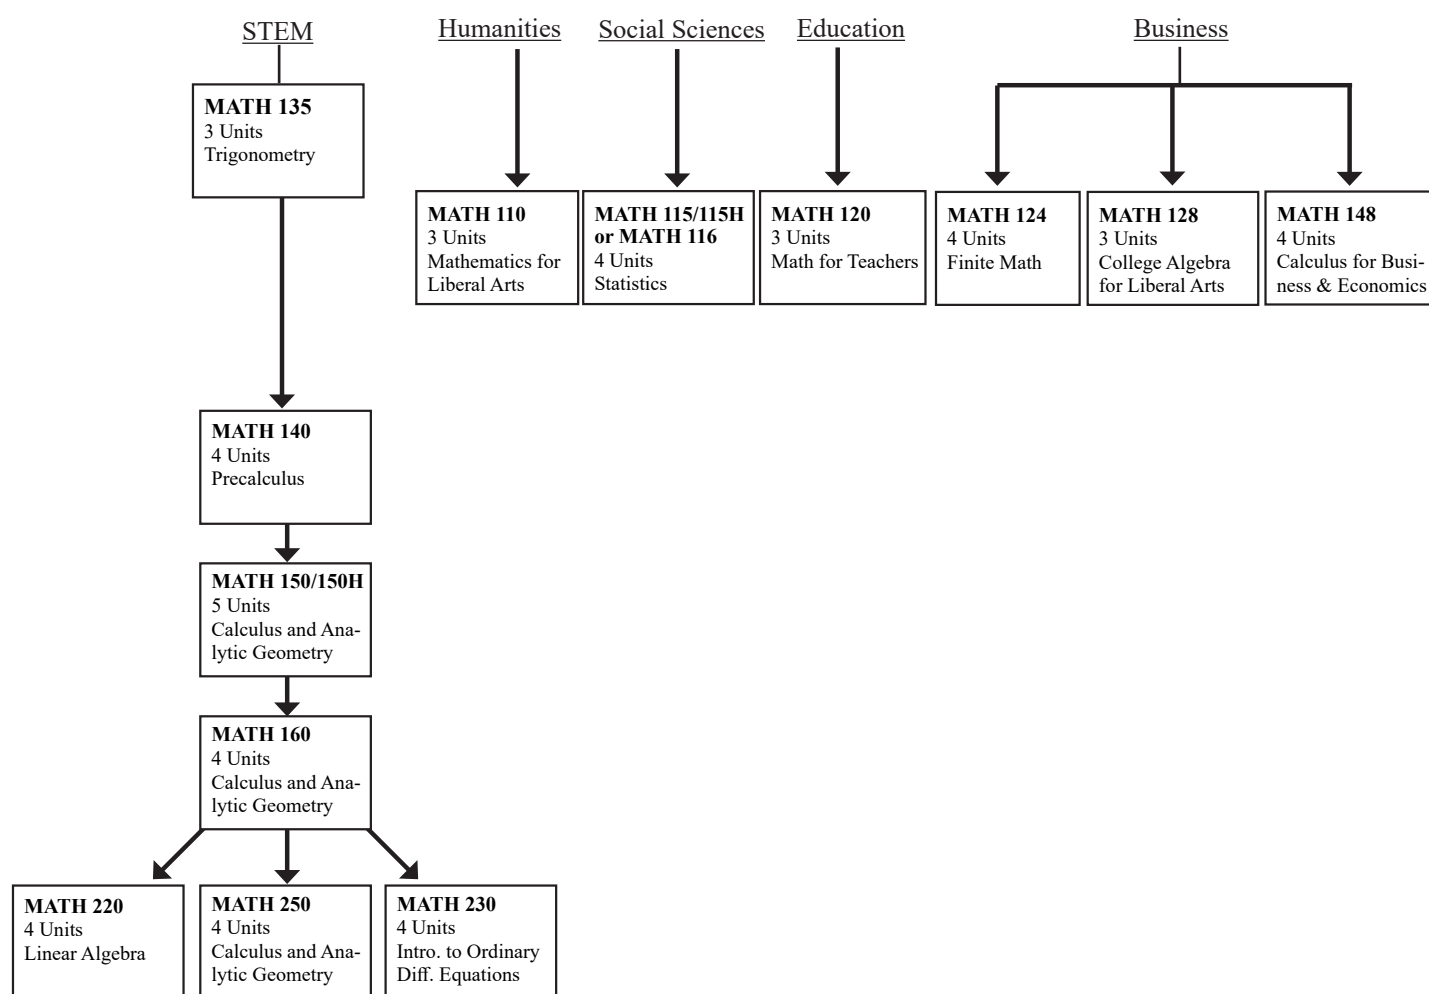 STEM
Humanities
Social Sciences
Education
Business
MATH 135
3 Units
Trigonometry
MATH 110
3 Units
Mathematics for
Liberal Arts
MATH 115/115H
or MATH 116
4 Units
Statistics
MATH 120
3 Units
Math for Teachers
MATH 124
4 Units
Finite Math
MATH 128
3 Units
College Algebra
for Liberal Arts
MATH 148
4 Units
Calculus for Busi-
ness & Economics
MATH 140
4 Units
Precalculus
MATH 150/150H
5 Units
Calculus and Ana-
lytic Geometry
MATH 160
4 Units
Calculus and Ana-
lytic Geometry
MATH 220
4 Units
Linear Algebra
MATH 250
4 Units
Calculus and Ana-
lytic Geometry
MATH 230
4 Units
Intro. to Ordinary
Diff. Equations